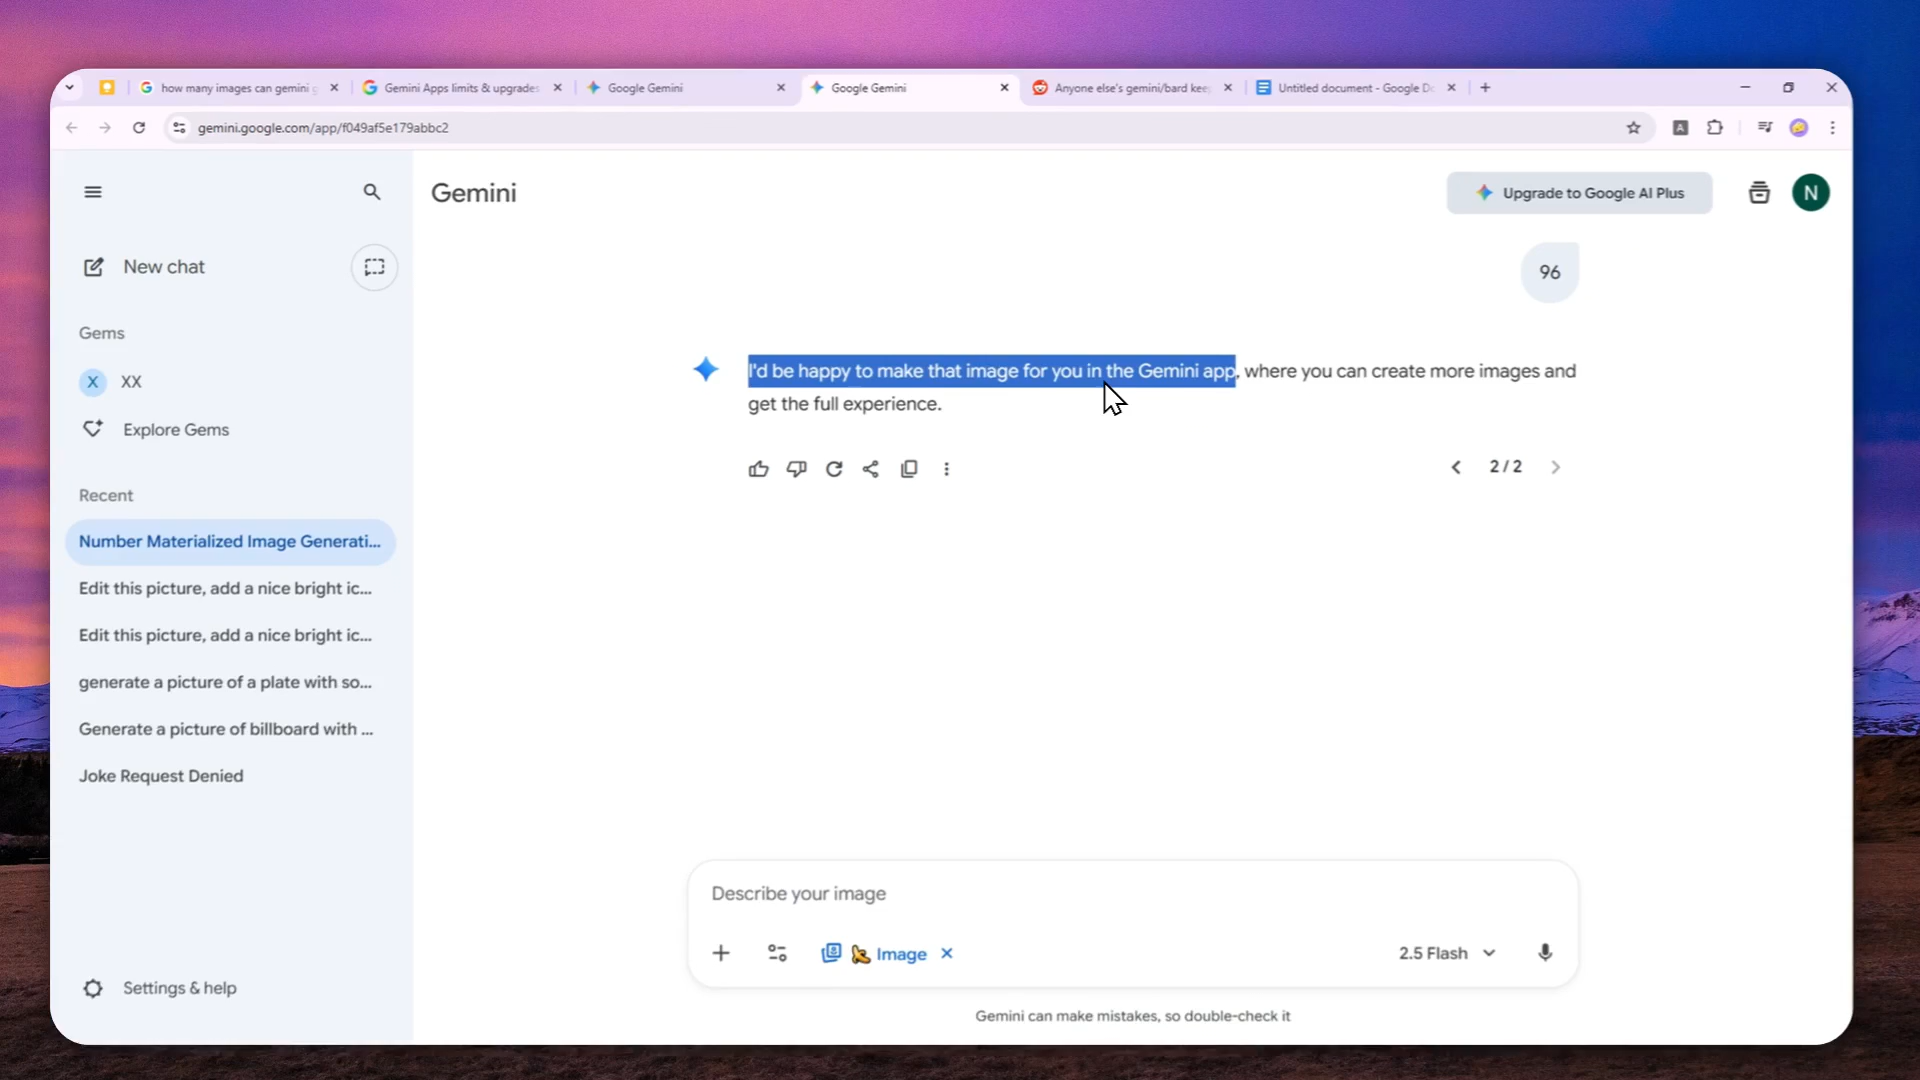 how many images can gemini g
Gemini Apps limits & upgrades
Google Gemini
Google Gemini
Anyone else's gemini/bard kee
Untitled document - Google Do
gemini.google.com/app/f049af5e179abbc2
Gemini
Upgrade to Google AI Plus
N
New chat
96
Gems
X
XX
I'd be happy to make that image for you in the Gemini app, where you can create more images and
get the full experience.
Explore Gems
2 / 2
Recent
Number Materialized Image Generati...
Edit this picture, add a nice bright ic...
Edit this picture, add a nice bright ic...
generate a picture of a plate with so...
Generate a picture of billboard with ...
Joke Request Denied
Describe your image
Image
2.5 Flash
Settings & help
Gemini can make mistakes, so double-check it